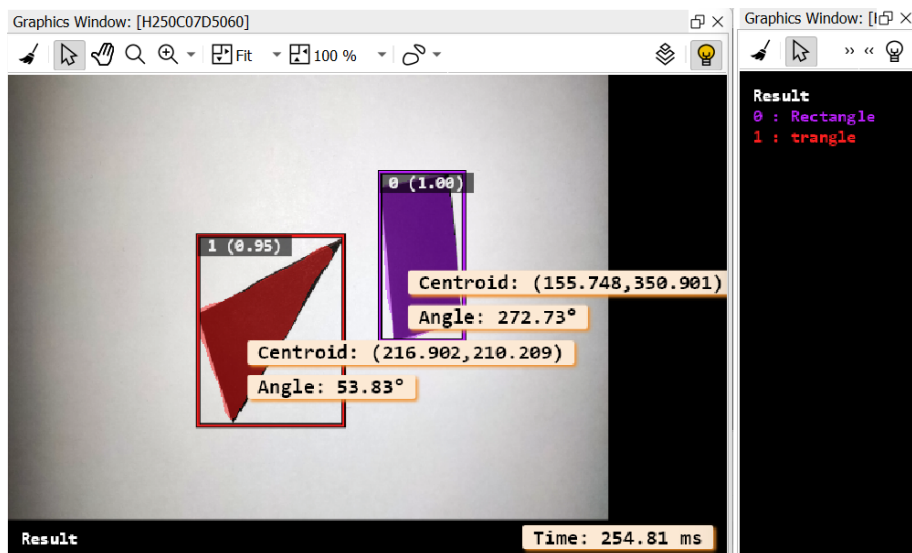 Graphics Window: [H250C07D5060]
Fit
100 %
0 (1.00)
1 (0.95)
Centroid: (155.748,350.901)
Angle: 272.73°
Centroid: (216.902,210.209)
Angle: 53.83°
Result
Time: 254.81 ms
Graphics Window: [
Result
0 : Rectangle
1 : trangle